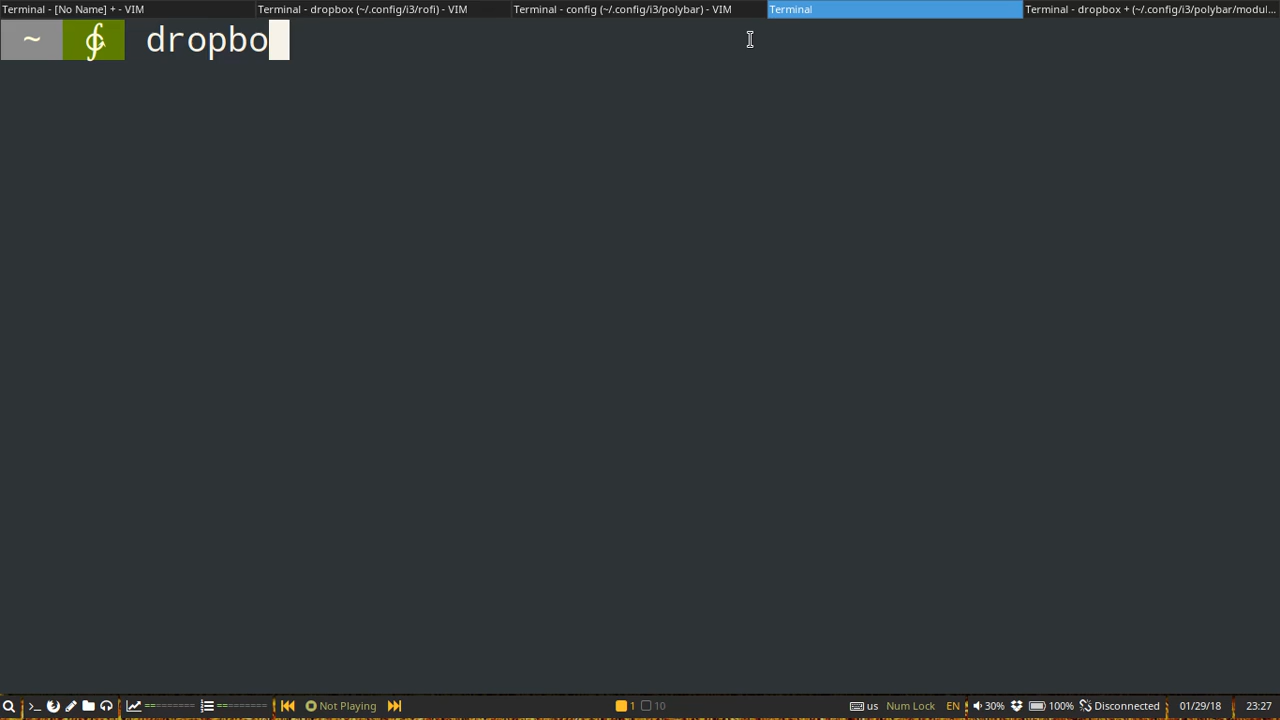 Terminal - [No Name] + - VIM
Terminal - dropbox (~/.config/i3/rofi) - VIM
Terminal - config (~/.config/i3/polybar) - VIM
Terminal
Terminal - dropbox + (~/.config/i3/polybar/modul...
~ ∲ dropbo
>_
Not Playing
1
10
us
Num Lock
EN
30%
100%
Disconnected
01/29/18
23:27